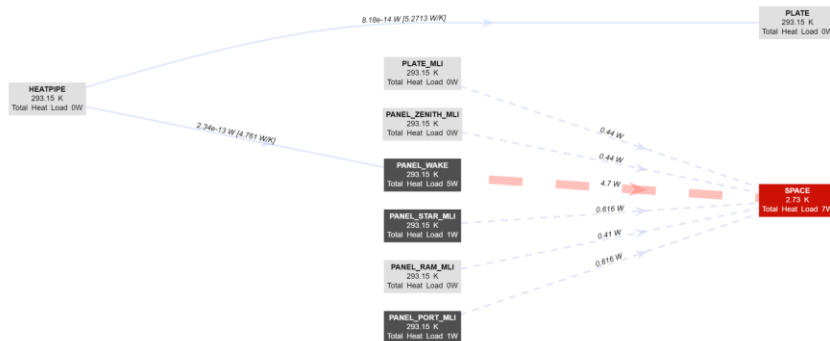 8.18e-14 W [5.2713 W/K]
PLATE
293.15 K
Total Heat Load 0W
HEATPIPE
293.15 K
Total Heat Load 0W
PLATE_MLI
293.15 K
Total Heat Load 0W
PANEL_ZENITH_MLI
293.15 K
Total Heat Load 0W
2.34e-13 W [4.761 W/K]
PANEL_WAKE
293.15 K
Total Heat Load 5W
PANEL_STAR_MLI
293.15 K
Total Heat Load 1W
PANEL_RAM_MLI
293.15 K
Total Heat Load 0W
PANEL_PORT_MLI
293.15 K
Total Heat Load 1W
0.44 W
0.44 W
4.7 W
0.616 W
0.41 W
0.616 W
SPACE
2.73 K
Total Heat Load 7W